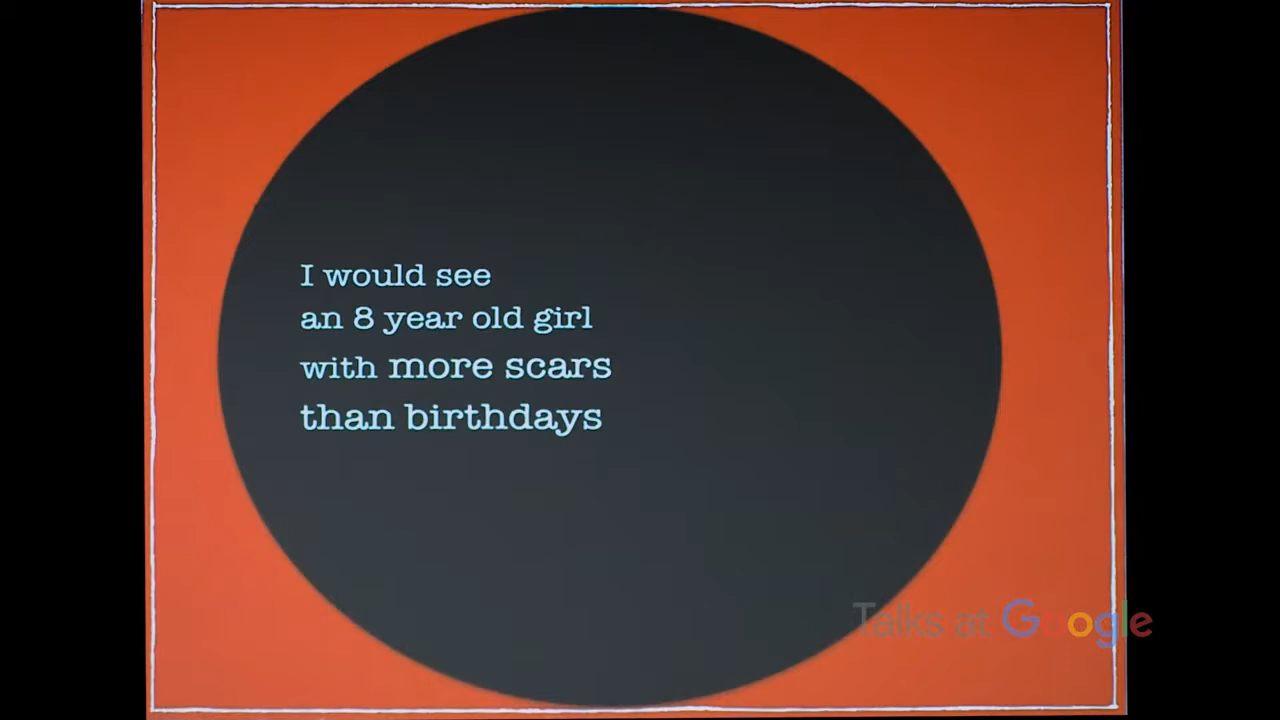 I would see
an 8 year old girl
with more scars
than birthdays
Talks at Google